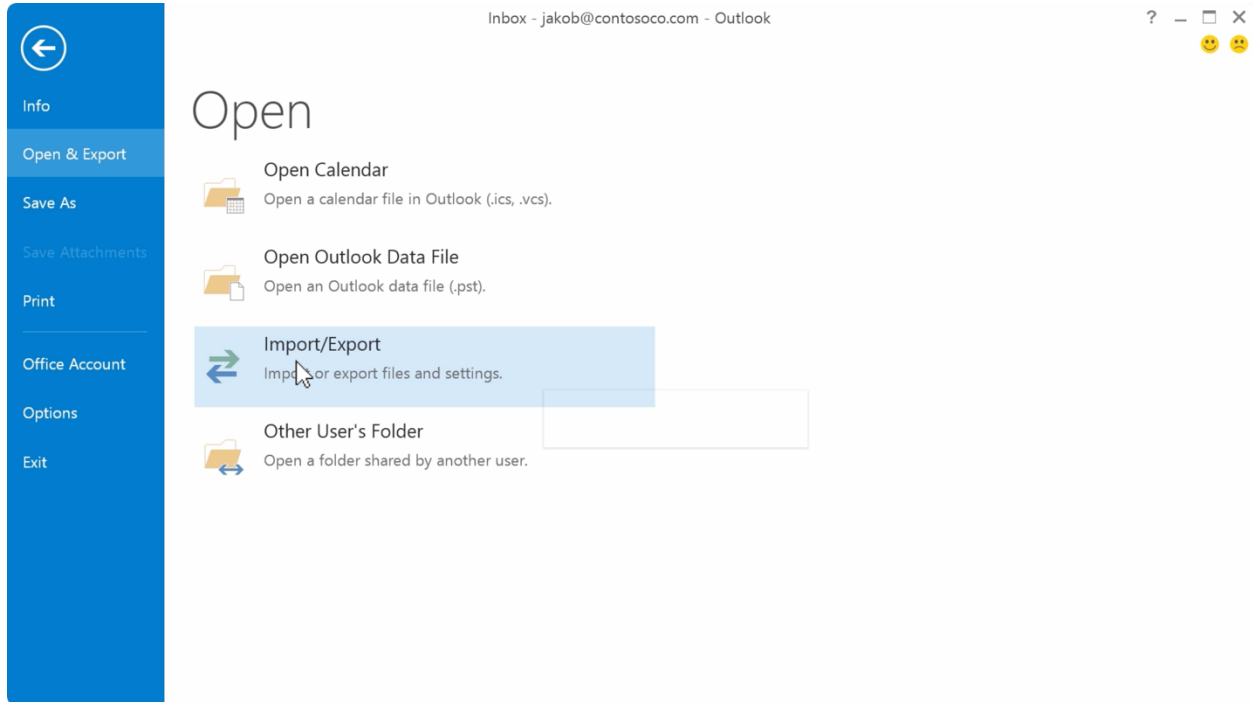 Inbox - jakob@contosoco.com - Outlook
?
Info
Open & Export
Save As
Save Attachments
Print
Office Account
Options
Exit
Open
Open Calendar
Open a calendar file in Outlook (.ics, .vcs).
Open Outlook Data File
Open an Outlook data file (.pst).
Import/Export
Import or export files and settings.
Other User's Folder
Open a folder shared by another user.